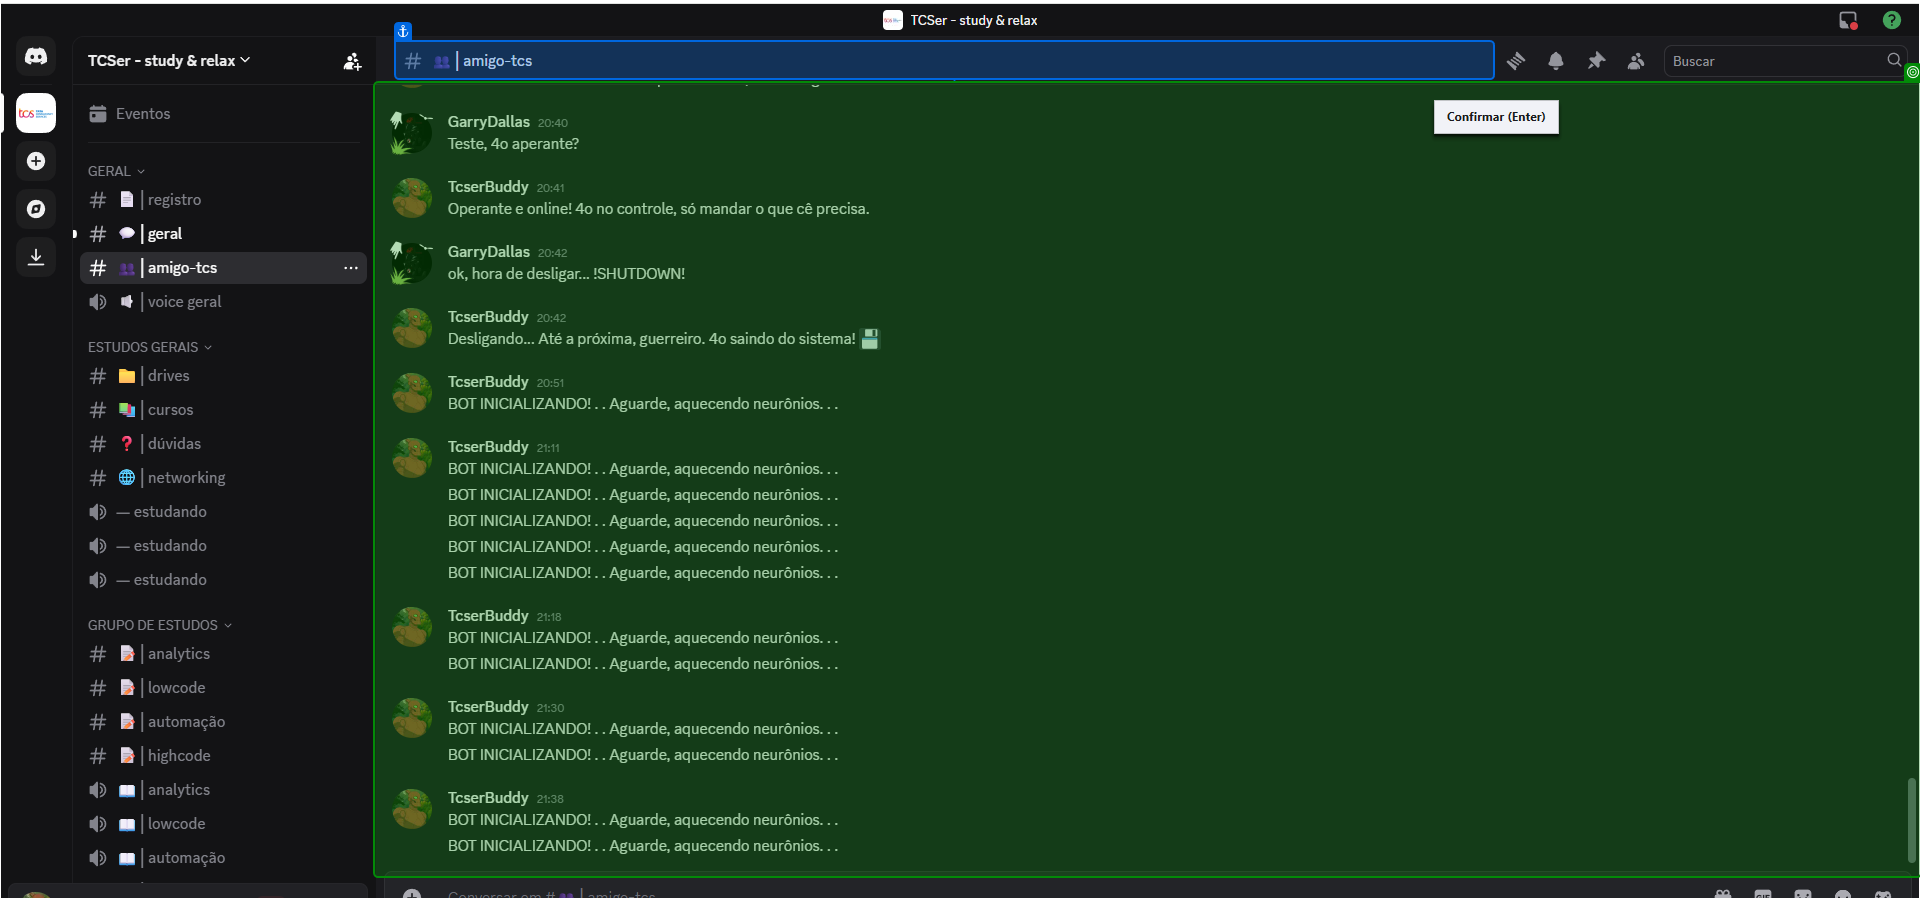 TCSer - study & relax
TCSer - study & relax
tcs
Eventos
GERAL
registro
geral
amigo-tcs
voice geral
ESTUDOS GERAIS
drives
cursos
dúvidas
networking
— estudando
— estudando
— estudando
GRUPO DE ESTUDOS
analytics
lowcode
automação
highcode
analytics
lowcode
automação
# | amigo-tcs
Buscar
Confirmar (Enter)
GarryDallas 20:40
Teste, 4o aperante?
TcserBuddy 20:41
Operante e online! 4o no controle, só mandar o que cê precisa.
GarryDallas 20:42
ok, hora de desligar... !SHUTDOWN!
TcserBuddy 20:42
Desligando... Até a próxima, guerreiro. 4o saindo do sistema! 💾
TcserBuddy 20:51
BOT INICIALIZANDO! . . Aguarde, aquecendo neurônios. . .
TcserBuddy 21:11
BOT INICIALIZANDO! . . Aguarde, aquecendo neurônios. . .
BOT INICIALIZANDO! . . Aguarde, aquecendo neurônios. . .
BOT INICIALIZANDO! . . Aguarde, aquecendo neurônios. . .
BOT INICIALIZANDO! . . Aguarde, aquecendo neurônios. . .
BOT INICIALIZANDO! . . Aguarde, aquecendo neurônios. . .
TcserBuddy 21:18
BOT INICIALIZANDO! . . Aguarde, aquecendo neurônios. . .
BOT INICIALIZANDO! . . Aguarde, aquecendo neurônios. . .
TcserBuddy 21:30
BOT INICIALIZANDO! . . Aguarde, aquecendo neurônios. . .
BOT INICIALIZANDO! . . Aguarde, aquecendo neurônios. . .
TcserBuddy 21:38
BOT INICIALIZANDO! . . Aguarde, aquecendo neurônios. . .
BOT INICIALIZANDO! . . Aguarde, aquecendo neurônios. . .
Conversar em # | amigo-tcs